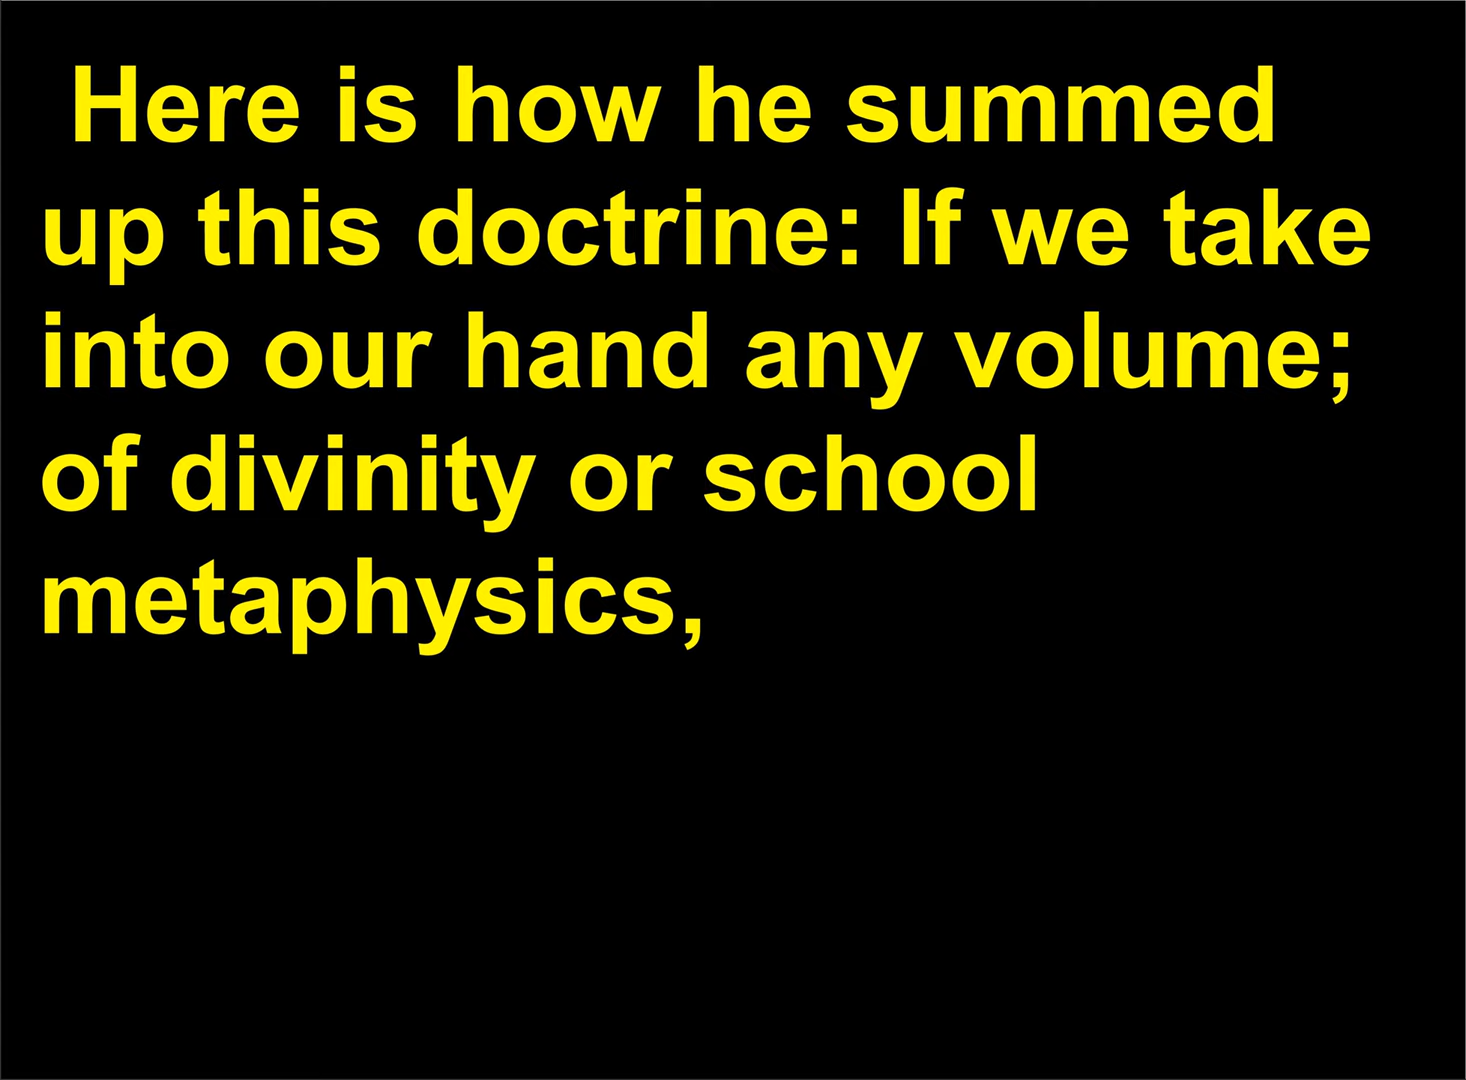 Here is how he summed
up this doctrine: If we take
into our hand any volume;
of divinity or school
metaphysics,